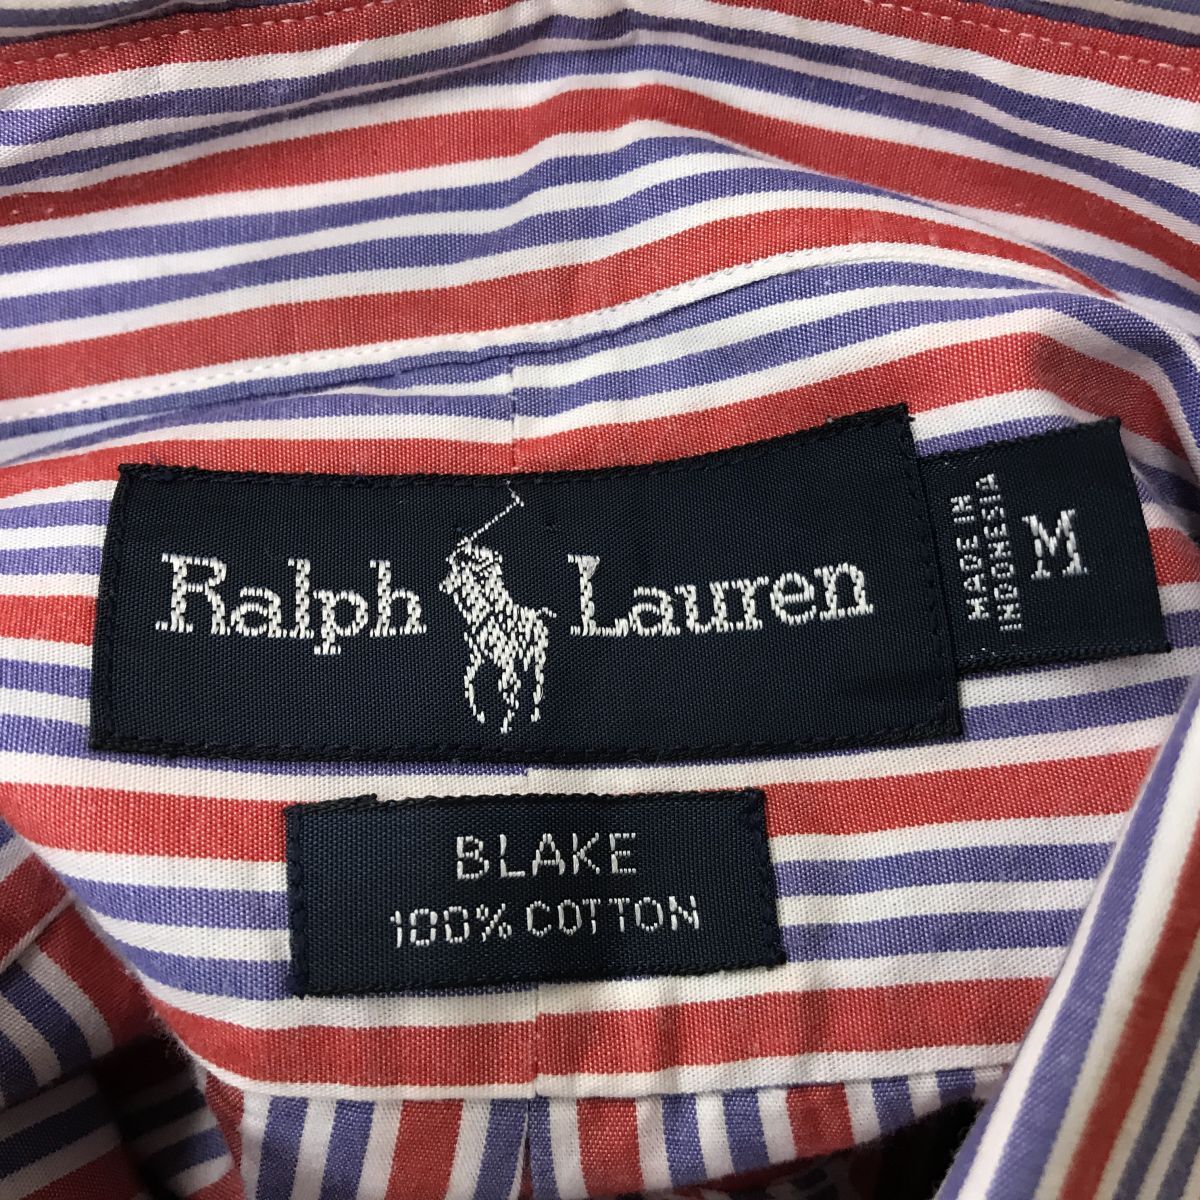 Ralph Lauren
MADE IN
INDONESIA
M
BLAKE
100% COTTON